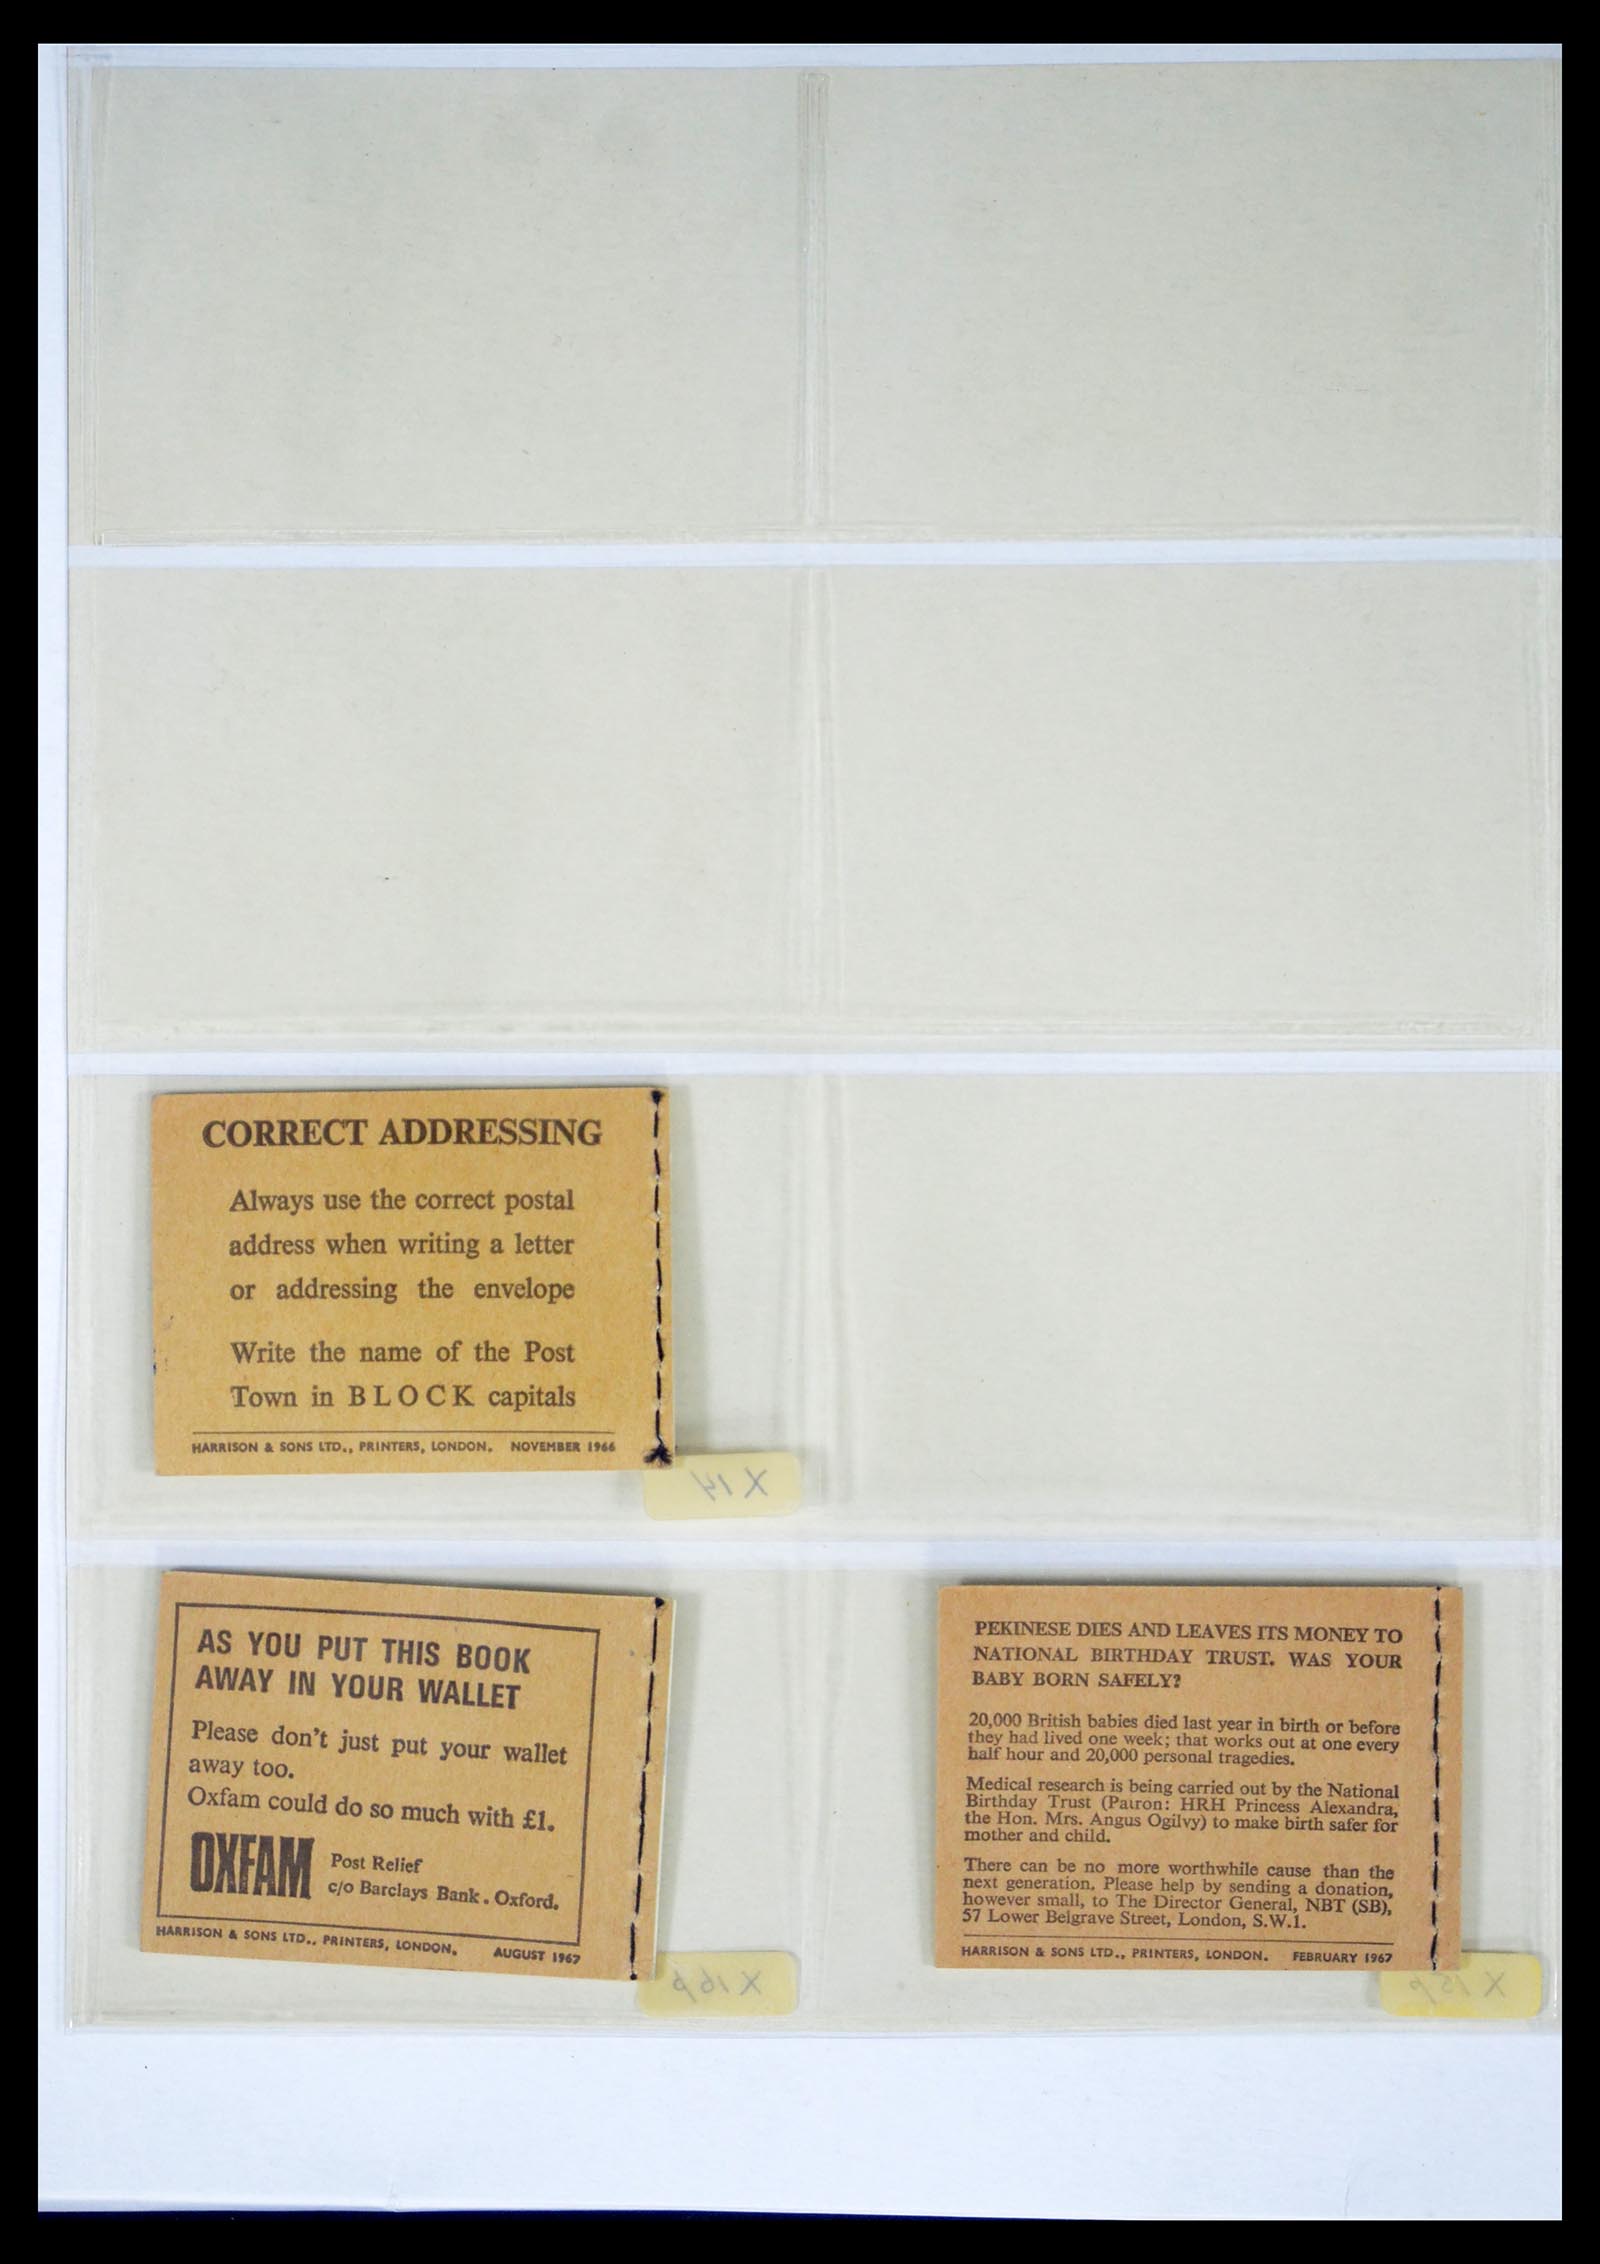 CORRECT ADDRESSING
Always use the correct postal
address when writing a letter
or addressing the envelope
Write the name of the Post
Town in BLOCK capitals
HARRISON & SONS LTD., PRINTERS, LONDON. NOVEMBER 1966
X 14
AS YOU PUT THIS BOOK
AWAY IN YOUR WALLET
Please don't just put your wallet
away too.
Oxfam could do so much with £1.
OXFAM
Post Relief
c/o Barclays Bank. Oxford.
HARRISON & SONS LTD., PRINTERS, LONDON. AUGUST 1967
X 16p
PEKINESE DIES AND LEAVES ITS MONEY TO
NATIONAL BIRTHDAY TRUST. WAS YOUR
BABY BORN SAFELY?
20,000 British babies died last year in birth or before
they had lived one week; that works out at one every
half hour and 20,000 personal tragedies.
Medical research is being carried out by the National
Birthday Trust (Patron: HRH Princess Alexandra,
the Hon. Mrs. Angus Ogilvy) to make birth safer for
mother and child.
There can be no more worthwhile cause than the
next generation. Please help by sending a donation,
however small, to The Director General, NBT (SB),
57 Lower Belgrave Street, London, S.W.1.
HARRISON & SONS LTD., PRINTERS, LONDON. FEBRUARY 1967
X 15p